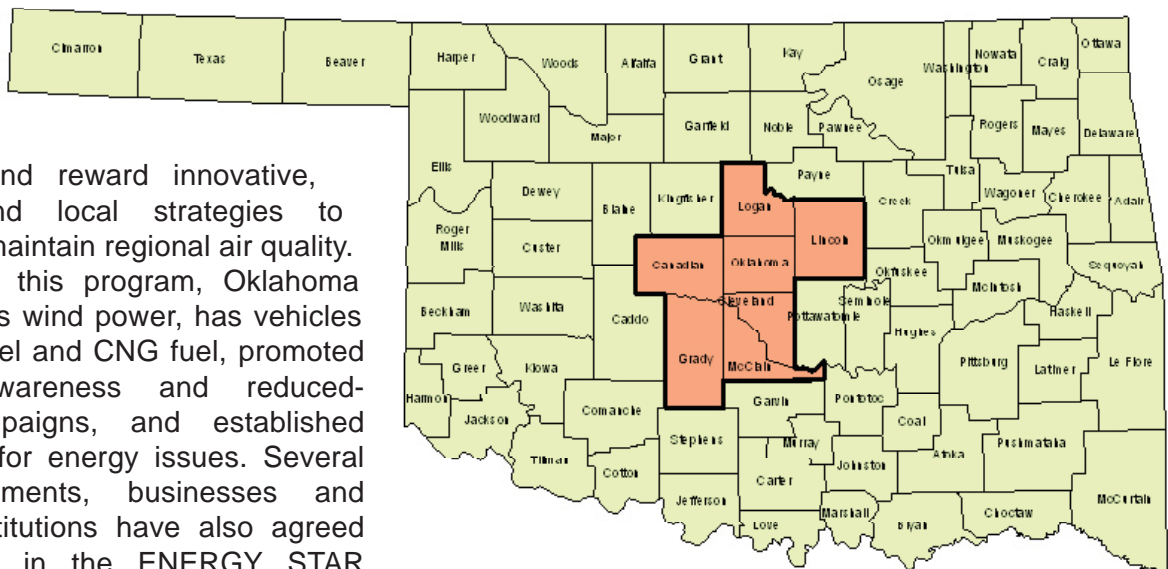 Cimarron
Texas
Beaver
Harper
Woods
Alfalfa
Grant
Kay
Osage
Washington
Nowata
Craig
Ottawa
Woodward
Major
Garfield
Noble
Pawnee
Rogers
Mayes
Delaware
Ellis
Dewey
Blaine
Kingfisher
Logan
Payne
Creek
Tulsa
Wagoner
Cherokee
Adair
Roger
Mills
Custer
Canadian
Oklahoma
Lincoln
Okmulgee
Muskogee
Sequoyah
Okfuskee
McIntosh
Beckham
Washita
Caddo
Cleveland
Pottawatomie
Seminole
Hughes
Haskell
Pittsburg
Latimer
Le Flore
Greer
Kiowa
Grady
McClain
Harmon
Jackson
Comanche
Garvin
Pontotoc
Coal
Stephens
Murray
Tillman
Cotton
Carter
Johnston
Atoka
Pushmataha
McCurtain
Jefferson
Love
Marshall
Bryan
Choctaw
nd reward innovative,
nd local strategies to
maintain regional air quality.
this program, Oklahoma
s wind power, has vehicles
el and CNG fuel, promoted
wareness and reduced-
paigns, and established
for energy issues. Several
ments, businesses and
titutions have also agreed
in the ENERGY STAR